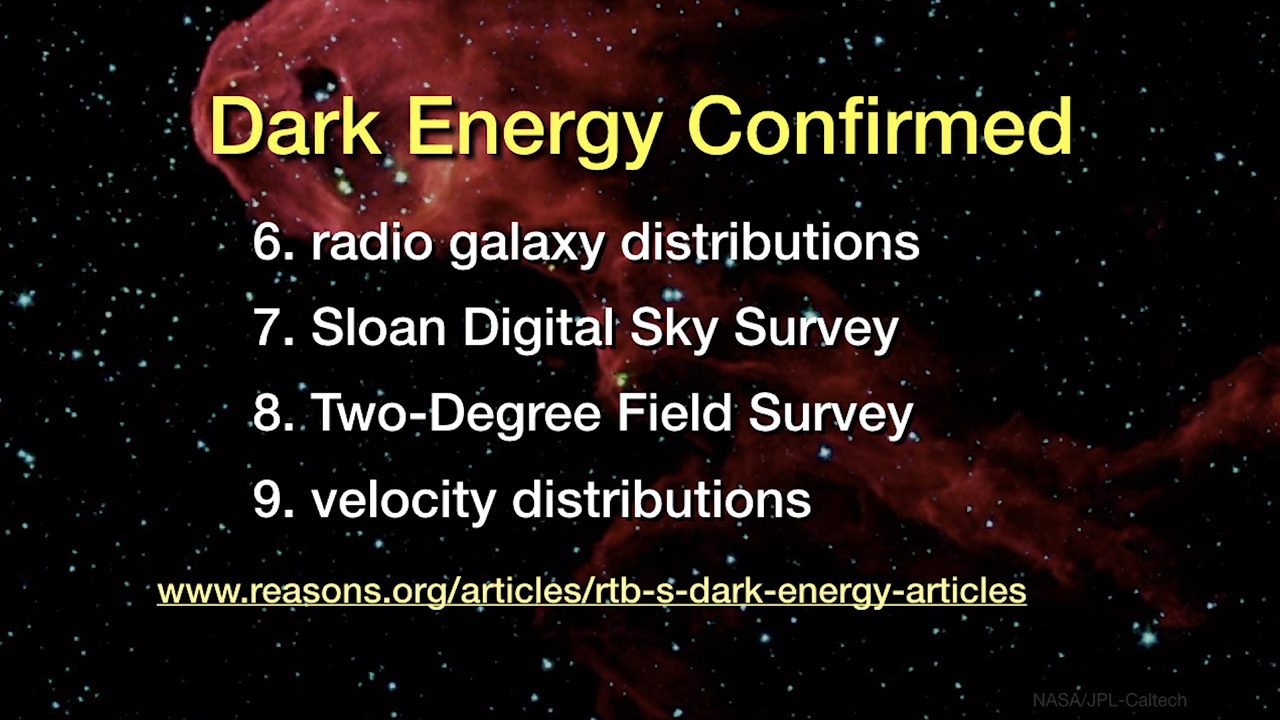 Dark Energy Confirmed
6. radio galaxy distributions
7. Sloan Digital Sky Survey
8. Two-Degree Field Survey
9. velocity distributions
www.reasons.org/articles/rtb-s-dark-energy-articles
NASA/JPL-Caltech